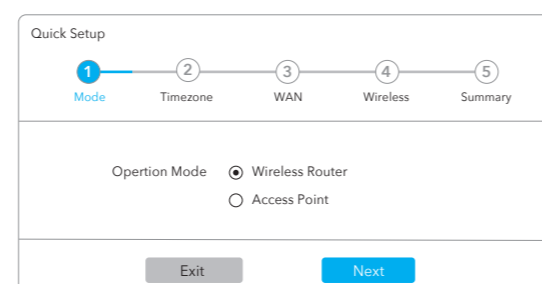 Quick Setup
1 2 3 4 5
Mode Timezone WAN Wireless Summary
Opertion Mode Wireless Router
Access Point
Exit Next